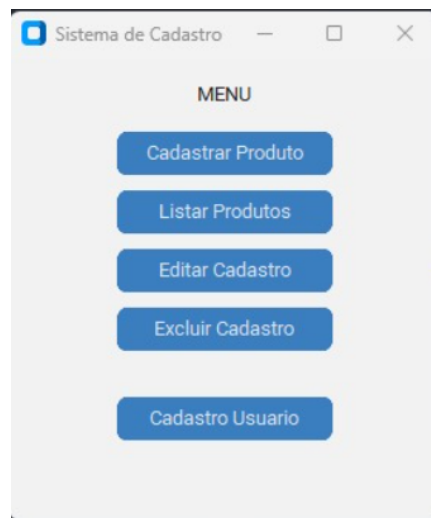 Sistema de Cadastro
MENU
Cadastrar Produto
Listar Produtos
Editar Cadastro
Excluir Cadastro
Cadastro Usuario